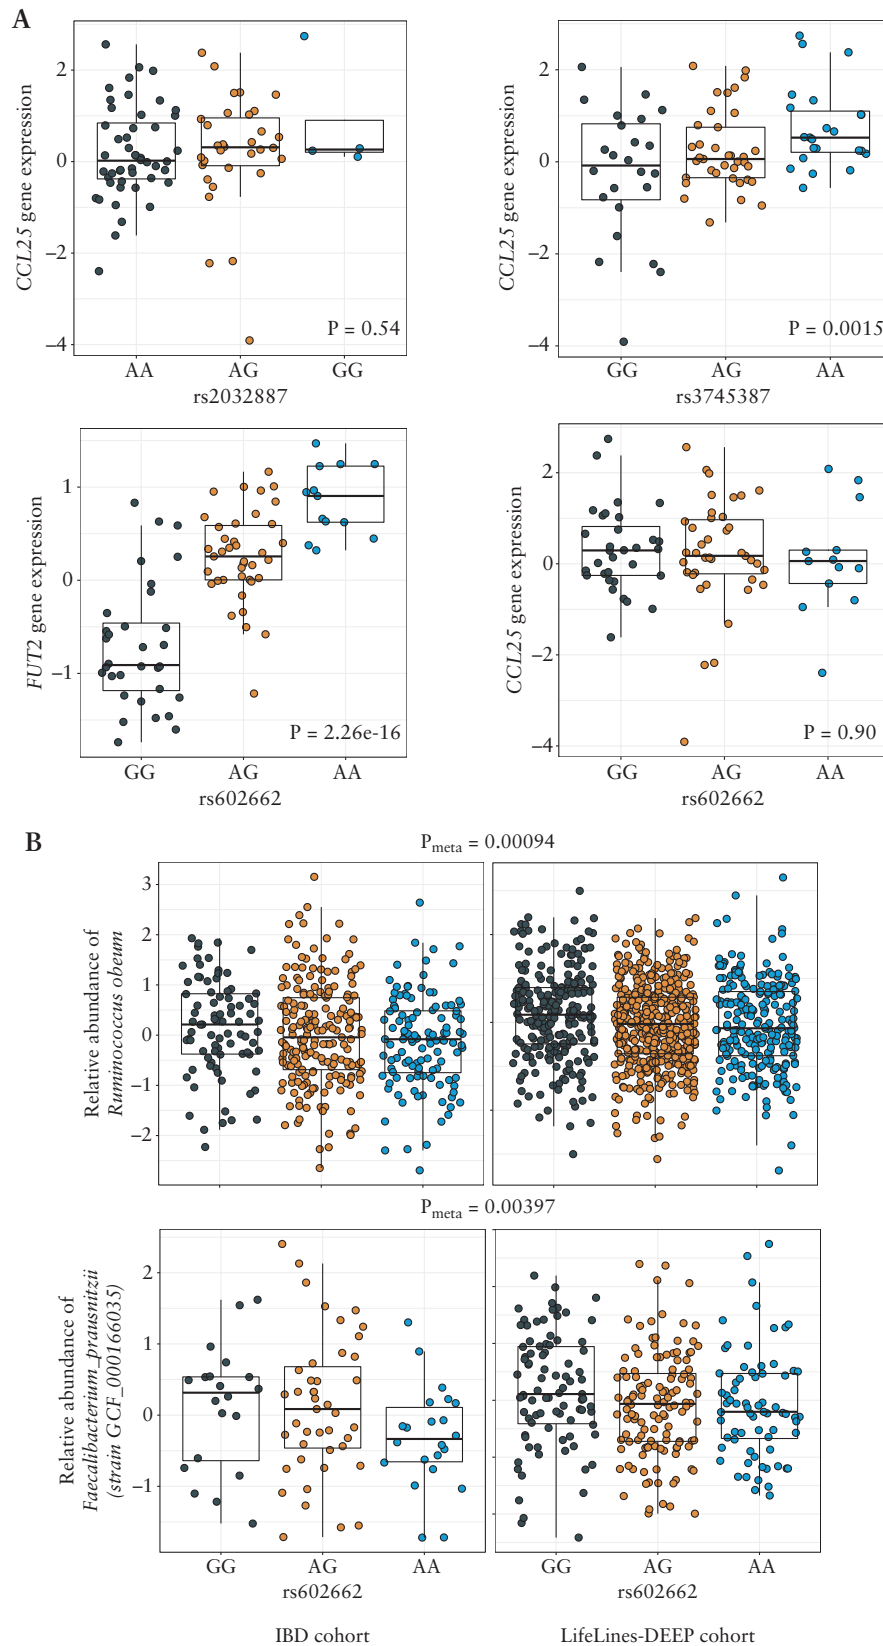 A
CCL25 gene expression
2
0
−2
−4
P = 0.54
AA AG GG
rs2032887
CCL25 gene expression
2
0
−2
−4
P = 0.0015
GG AG AA
rs3745387
FUT2 gene expression
1
0
−1
P = 2.26e-16
GG AG AA
rs602662
CCL25 gene expression
2
0
−2
−4
P = 0.90
GG AG AA
rs602662
B
Pmeta = 0.00094
Relative abundance of
Ruminococcus obeum
3
2
1
0
−1
−2
Pmeta = 0.00397
Relative abundance of
Faecalibacterium_prausnitzii
(strain GCF_000166035)
2
1
0
−1
GG AG AA GG AG AA
rs602662 rs602662
IBD cohort LifeLines-DEEP cohort